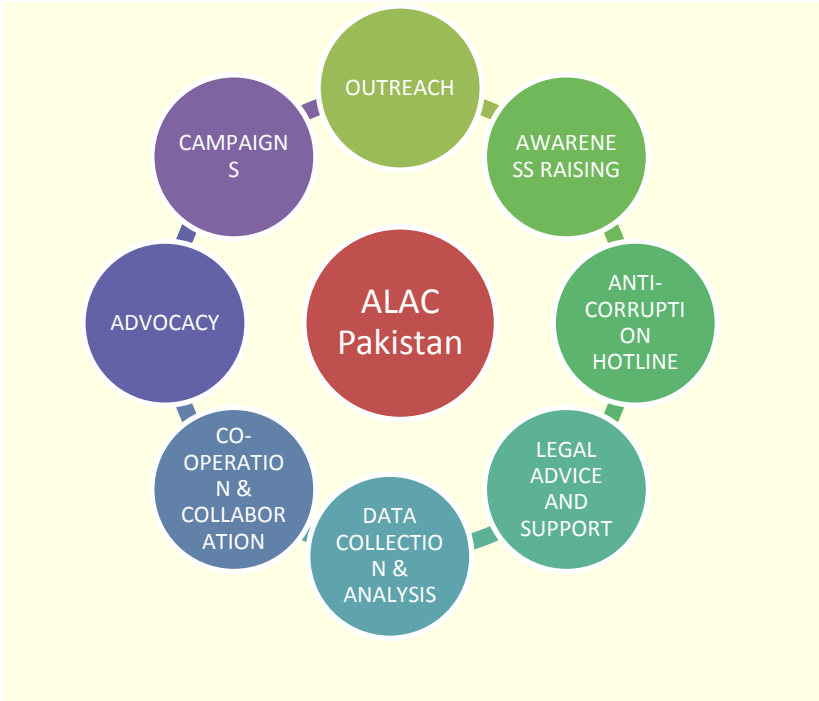 OUTREACH
AWARENE
SS RAISING
ANTI-
CORRUPTI
ON
HOTLINE
LEGAL
ADVICE
AND
SUPPORT
DATA
COLLECTIO
N &
ANALYSIS
CO-
OPERATIO
N &
COLLABOR
ATION
ADVOCACY
CAMPAIGN
S
ALAC
Pakistan